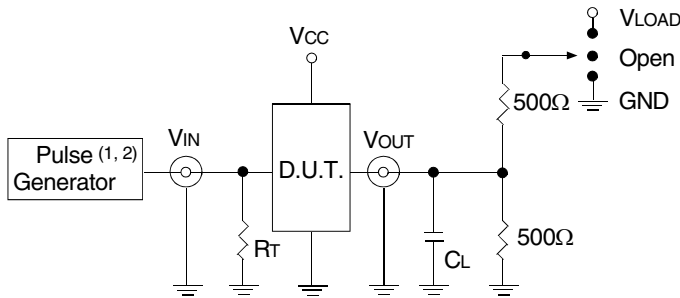 VLOAD
VCC
Open
500Ω
GND
Pulse (1, 2)
Generator
VIN
D.U.T.
VOUT
RT
CL
500Ω